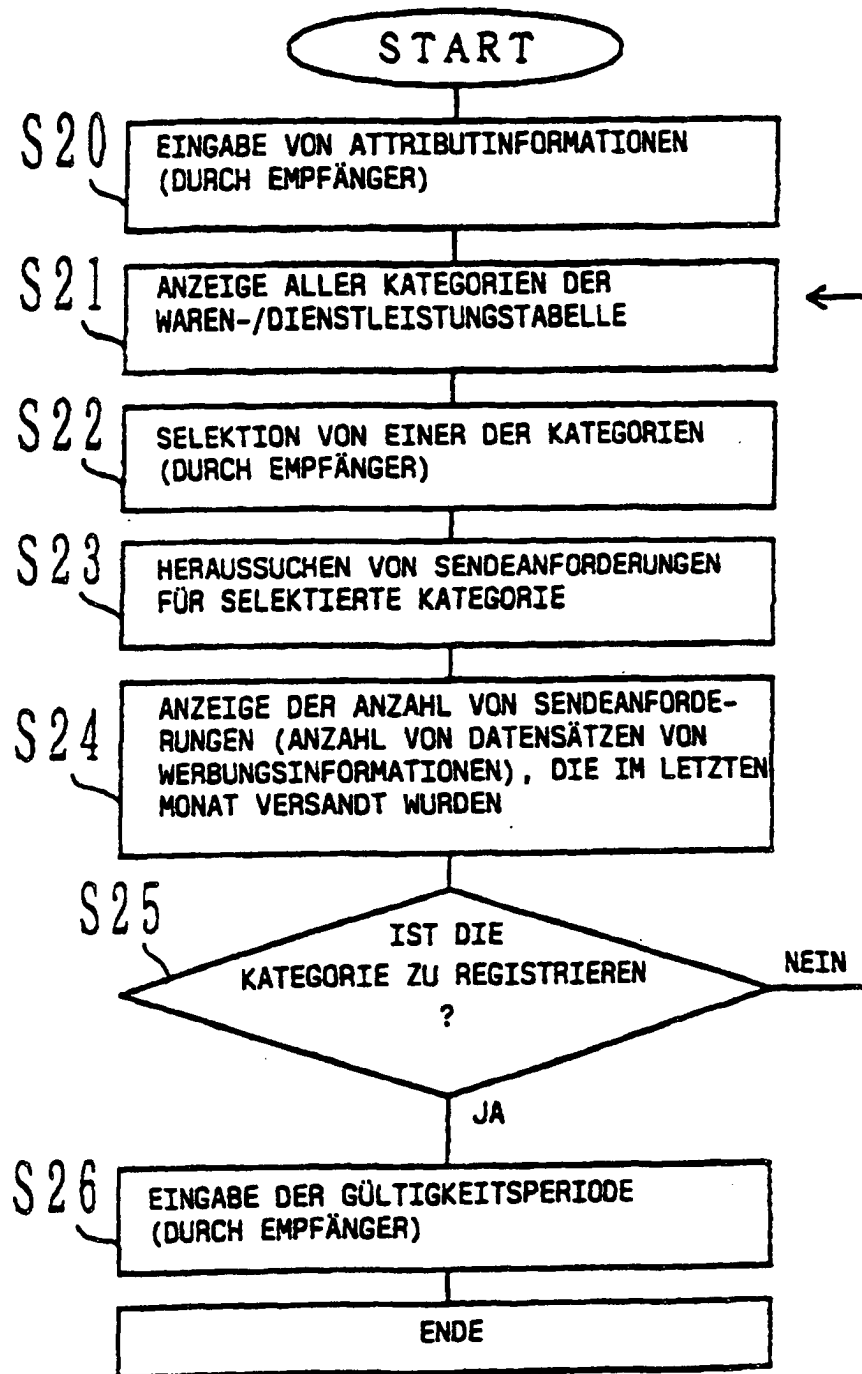 START
S20
EINGABE VON ATTRIBUTINFORMATIONEN
(DURCH EMPFÄNGER)
S21
ANZEIGE ALLER KATEGORIEN DER
WAREN-/DIENSTLEISTUNGSTABELLE
S22
SELEKTION VON EINER DER KATEGORIEN
(DURCH EMPFÄNGER)
S23
HERAUSSUCHEN VON SENDEANFORDERUNGEN
FÜR SELEKTIERTE KATEGORIE
S24
ANZEIGE DER ANZAHL VON SENDEANFORDE-
RUNGEN (ANZAHL VON DATENSÄTZEN VON
WERBUNGSINFORMATIONEN), DIE IM LETZTEN
MONAT VERSANDT WURDEN
S25
IST DIE
KATEGORIE ZU REGISTRIEREN
?
NEIN
JA
S26
EINGABE DER GÜLTIGKEITSPERIODE
(DURCH EMPFÄNGER)
ENDE